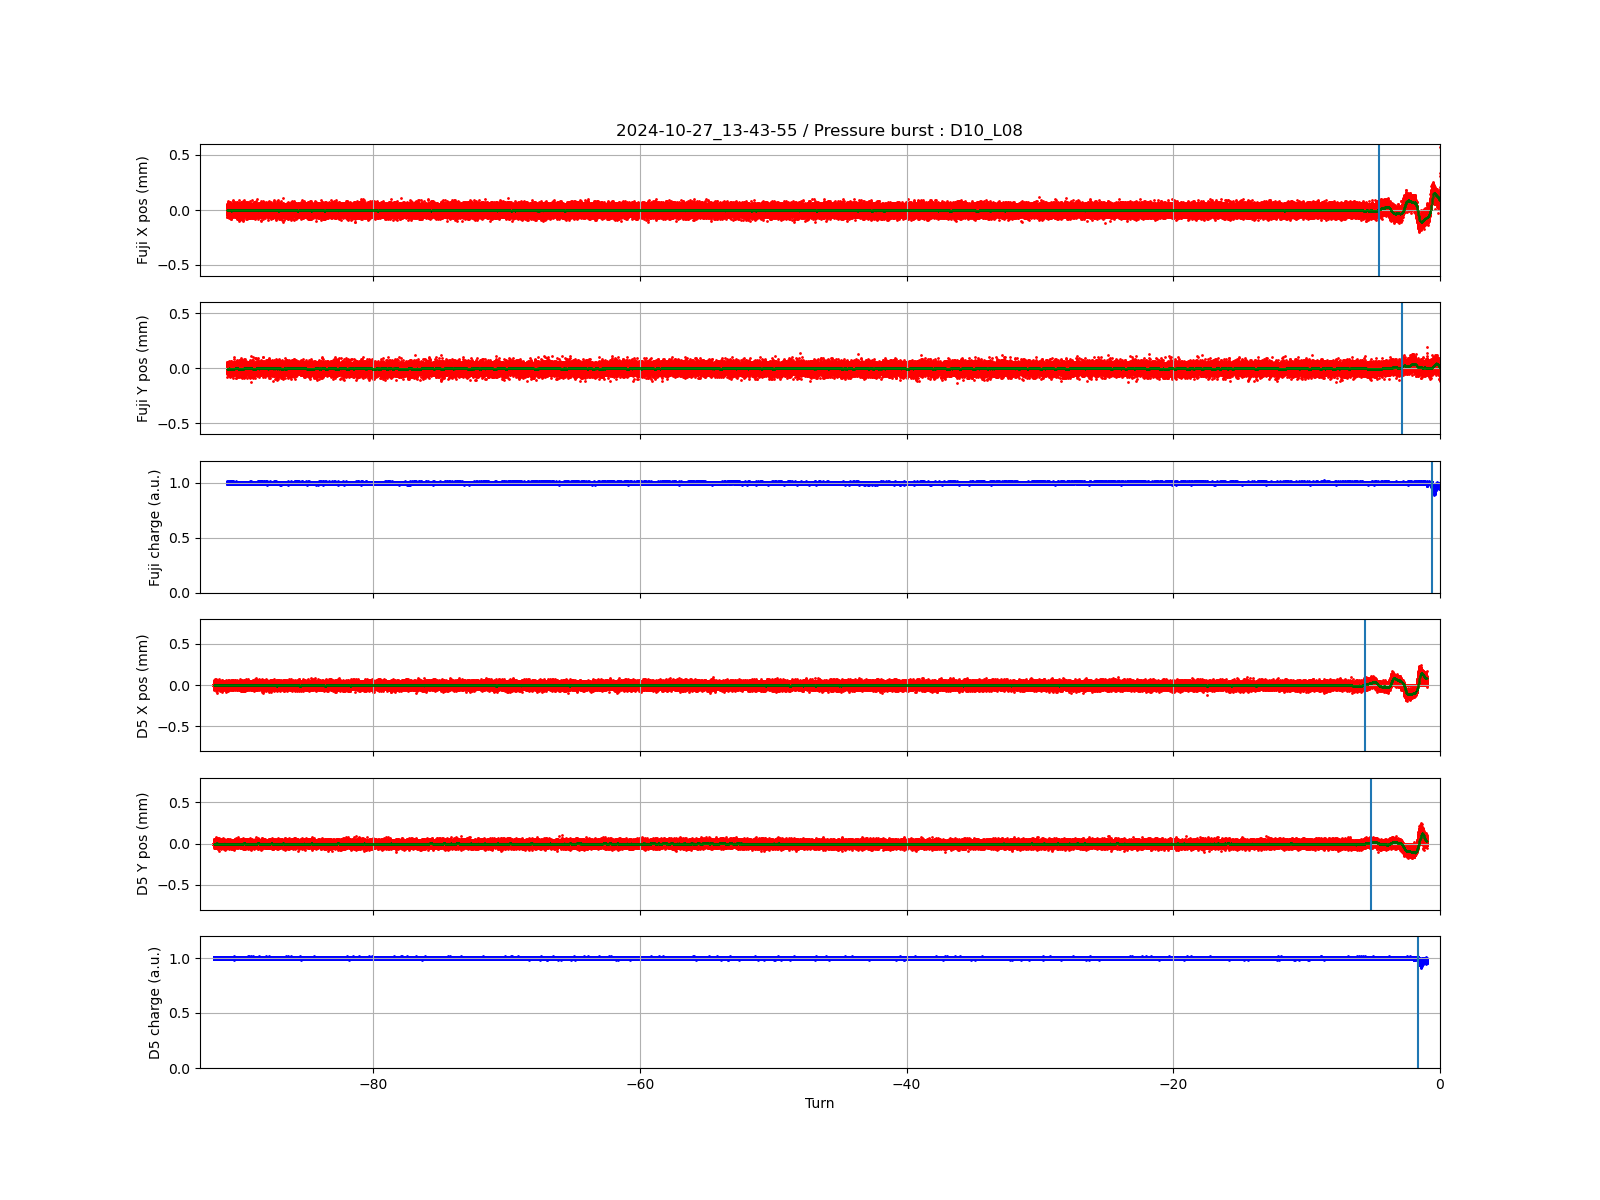 2024-10-27_13-43-55 / Pressure burst : D10_L08
Fuji X pos (mm)
0.5
0.0
−0.5
Fuji Y pos (mm)
0.5
0.0
−0.5
Fuji charge (a.u.)
1.0
0.5
0.0
D5 X pos (mm)
0.5
0.0
−0.5
D5 Y pos (mm)
0.5
0.0
−0.5
D5 charge (a.u.)
1.0
0.5
0.0
−80 −60 −40 −20 0
Turn